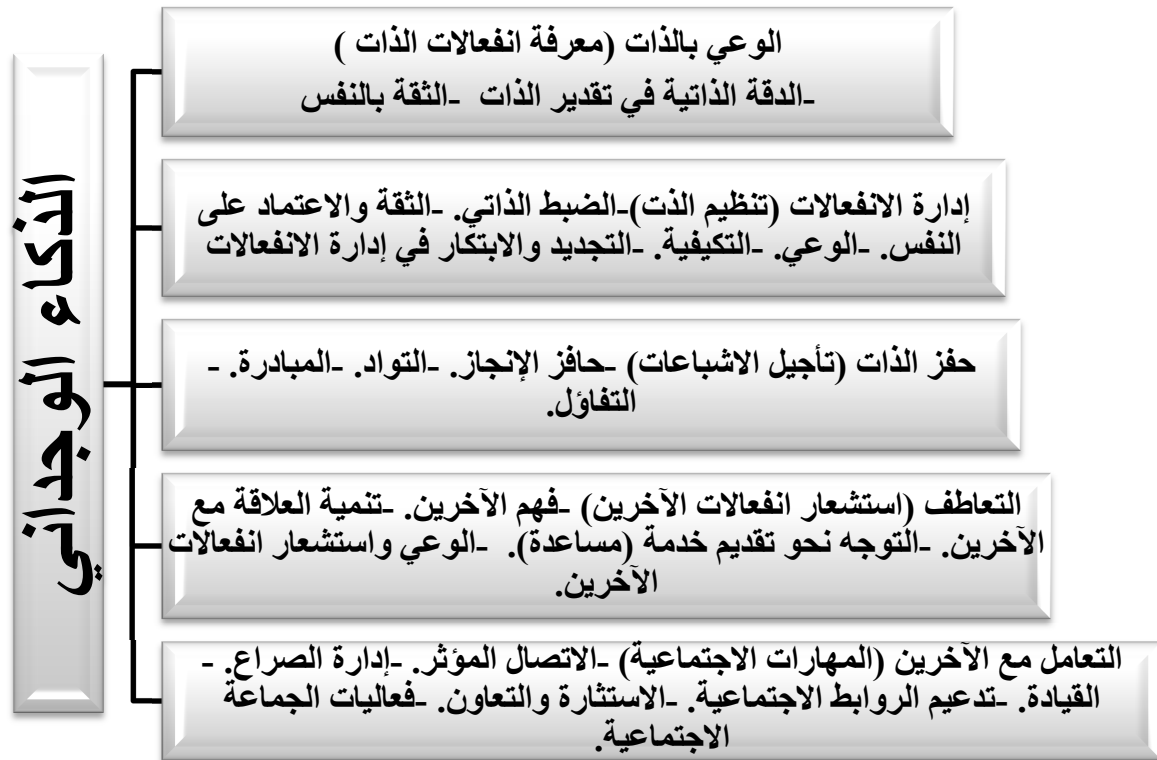 الذكاء الوجداني
الوعي بالذات (معرفة انفعالات الذات )
-الدقة الذاتية في تقدير الذات -الثقة بالنفس
إدارة الانفعالات (تنظيم الذت)-الضبط الذاتي. -الثقة والاعتماد على
النفس. -الوعي. -التكيفية. -التجديد والابتكار في إدارة الانفعالات
حفز الذات (تأجيل الاشباعات) -حافز الإنجاز. -التواد. -المبادرة. -
التفاؤل.
التعاطف (استشعار انفعالات الآخرين) -فهم الآخرين. -تنمية العلاقة مع
الآخرين. -التوجه نحو تقديم خدمة (مساعدة). -الوعي واستشعار انفعالات
الآخرين.
التعامل مع الآخرين (المهارات الاجتماعية) -الاتصال المؤثر. -إدارة الصراع. -
القيادة. -تدعيم الروابط الاجتماعية. -الاستثارة والتعاون. -فعاليات الجماعة
الاجتماعية.